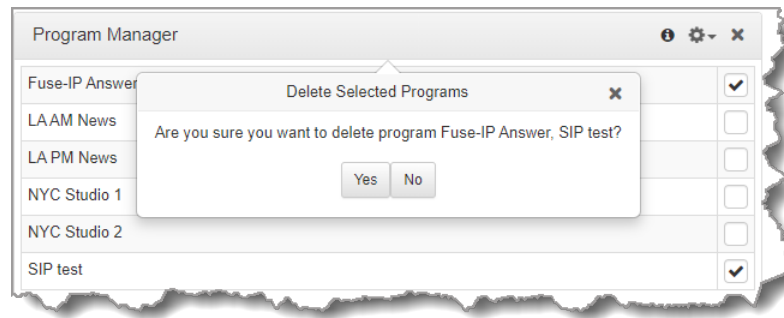 Program Manager
Fuse-IP Answer
Delete Selected Programs
Are you sure you want to delete program Fuse-IP Answer, SIP test?
Yes No
LA AM News
LA PM News
NYC Studio 1
NYC Studio 2
SIP test